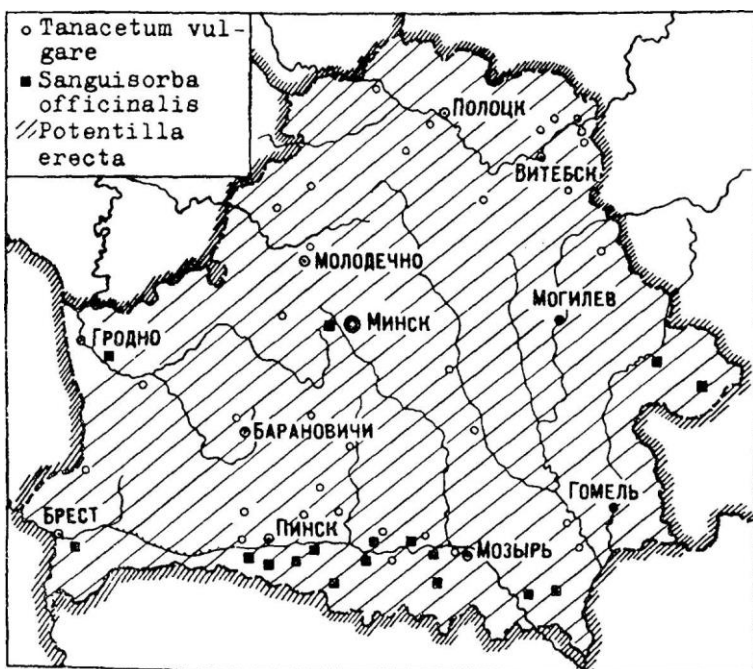 Tanacetum vul-
gare
Sanguisorba
officinalis
Potentilla
erecta
ПОЛОЦК
ВИТЕБСК
МОЛОДЕЧНО
МОГИЛЕВ
МИНСК
ГРОДНО
БАРАНОВИЧИ
ГОМЕЛЬ
БРЕСТ
ПИНСК
МОЗЫРЬ